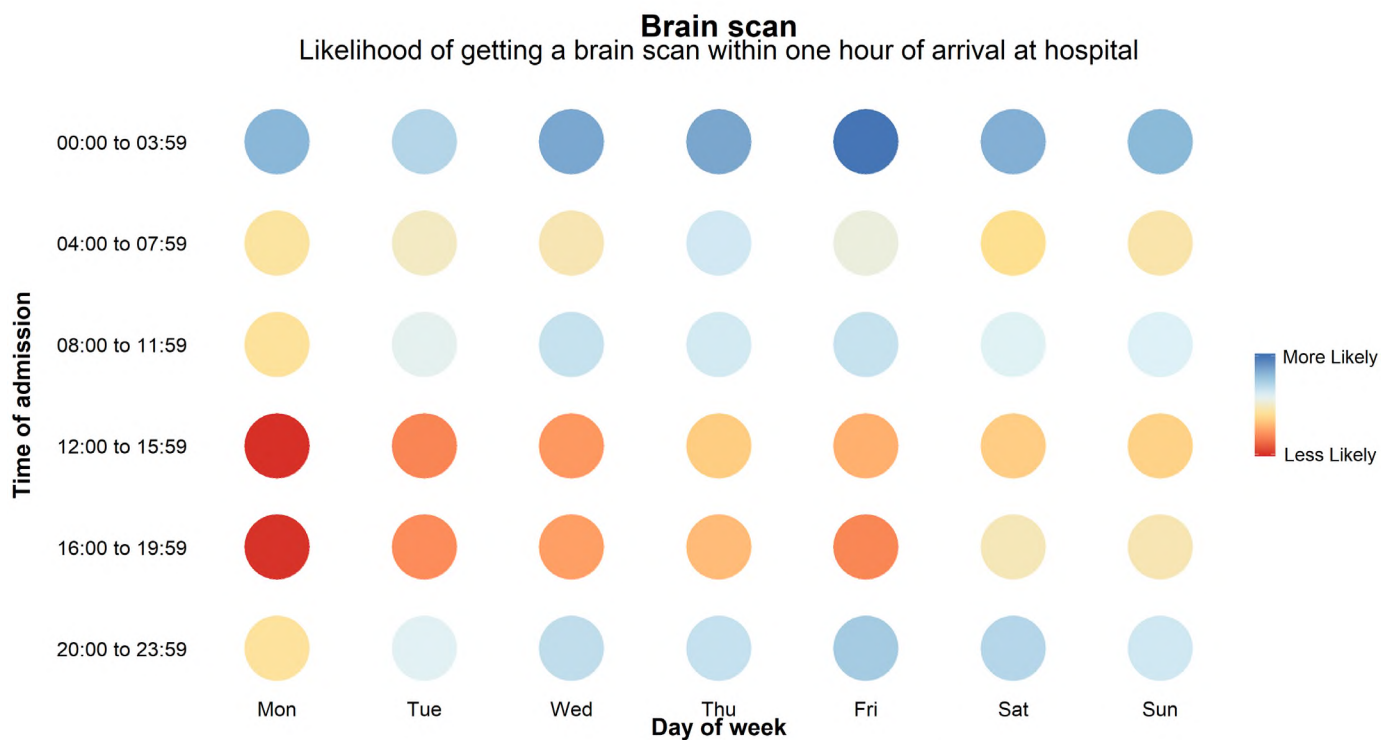 Brain scan
Likelihood of getting a brain scan within one hour of arrival at hospital
Time of admission
00:00 to 03:59
04:00 to 07:59
08:00 to 11:59
12:00 to 15:59
16:00 to 19:59
20:00 to 23:59
More Likely
Less Likely
Mon Tue Wed Thu Fri Sat Sun
Day of week